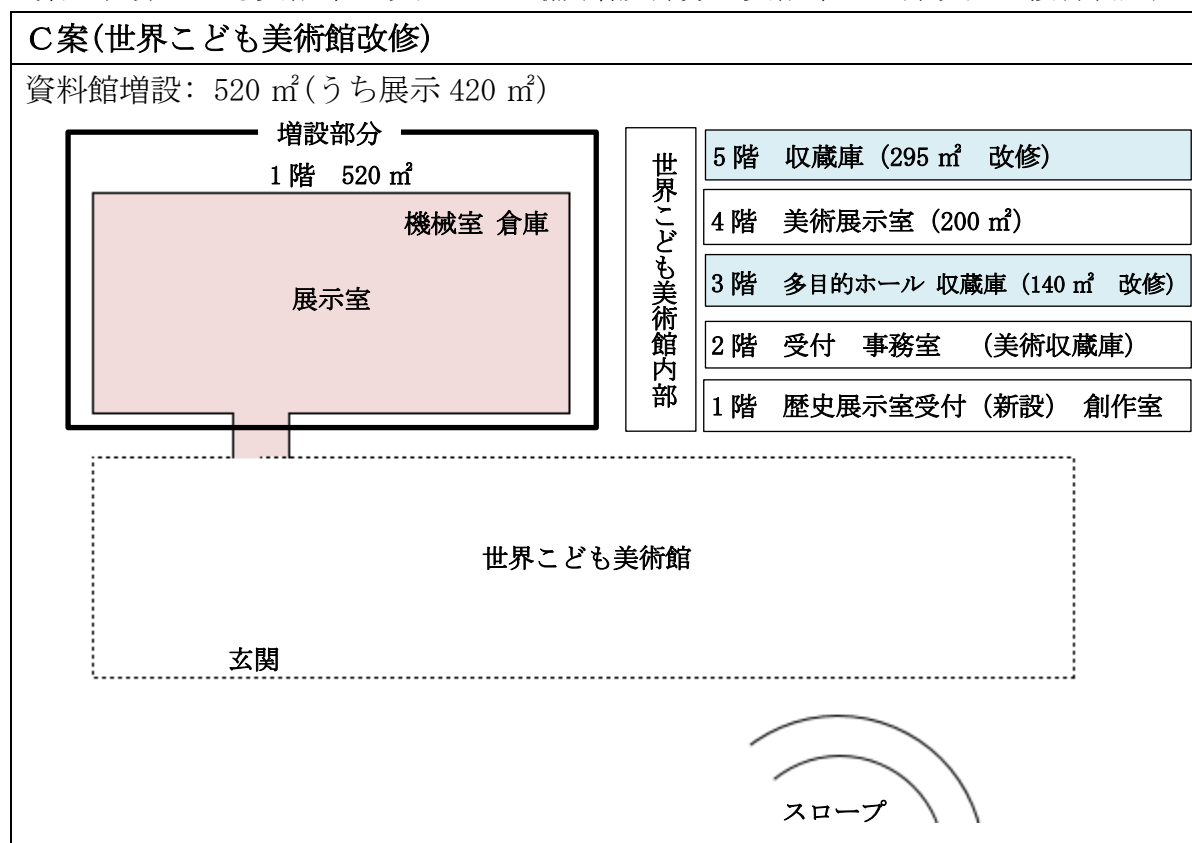 C案(世界こども美術館改修)
資料館増設: 520 ㎡(うち展示 420 ㎡)
増設部分
1階　520 ㎡
機械室 倉庫
展示室
世界こども美術館内部
5階　収蔵庫（295 ㎡　改修）
4階　美術展示室（200 ㎡）
3階　多目的ホール 収蔵庫（140 ㎡　改修）
2階　受付　事務室　（美術収蔵庫）
1階　歴史展示室受付（新設）　創作室
世界こども美術館
玄関
スロープ